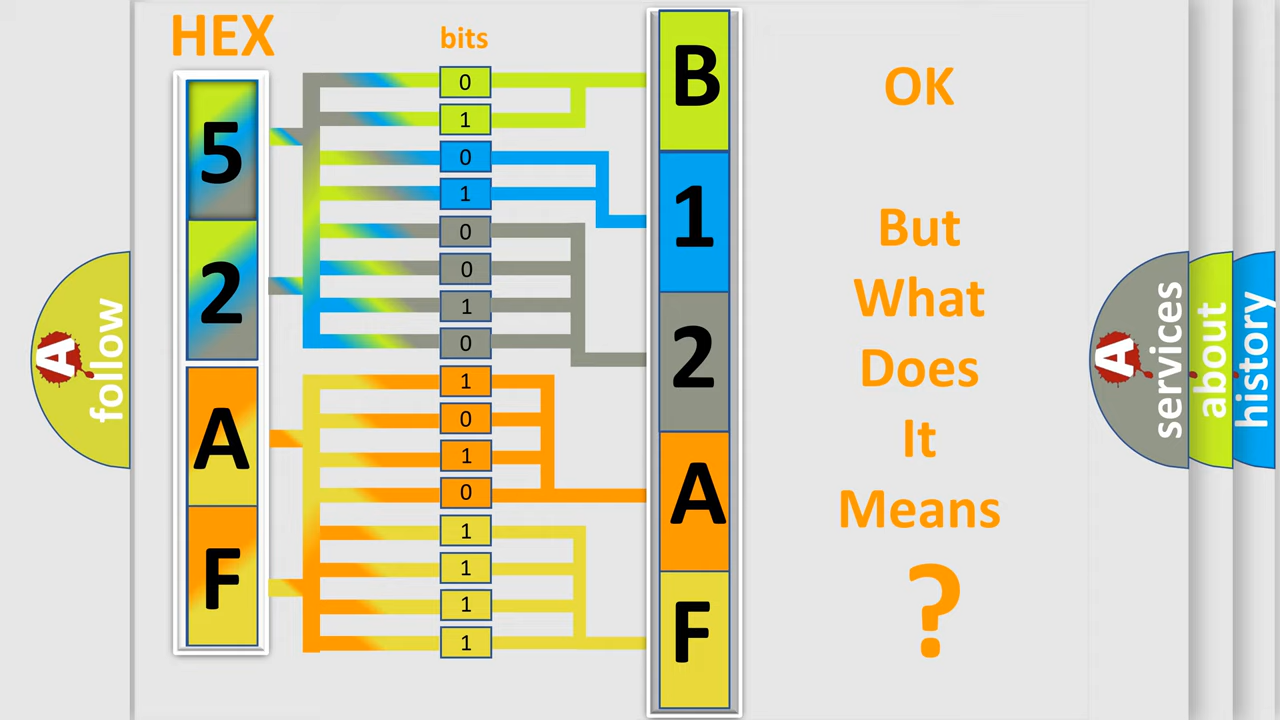 HEX
bits
5
2
A
F
0
1
0
1
0
0
1
0
1
0
1
0
1
1
1
1
B
1
2
A
F
OK
But
What
Does
It
Means
?
A
follow
A
services
about
history